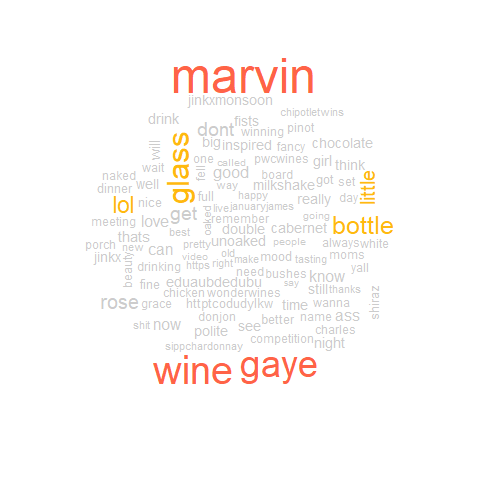 marvin
jinkxmonsoon
chipotletwins
drink
fists
dont
winning
pinot
will
glass
big
inspired
fancy
chocolate
one
called
pwcwines
girl
think
wait
fell
good
board
naked
well
way
milkshake
got
set
little
dinner
full
happy
really
day
lol
nice
live
januaryjames
meeting
love
get
oaked
remember
going
bottle
thats
best
double
cabernet
porch
new
can
pretty
unoaked
people
always
white
jinkx
beauty
video
old
make
mood
tasting
moms
drinking
https
right
need
bushes
know
yall
fine
eduaubdedubu
say
still
thanks
chicken
wonderwines
rose
grace
httptcodudylkw
time
wanna
shiraz
donjon
better
name
ass
shit
now
polite
see
charles
sippchardonnay
competition
night
wine
gaye